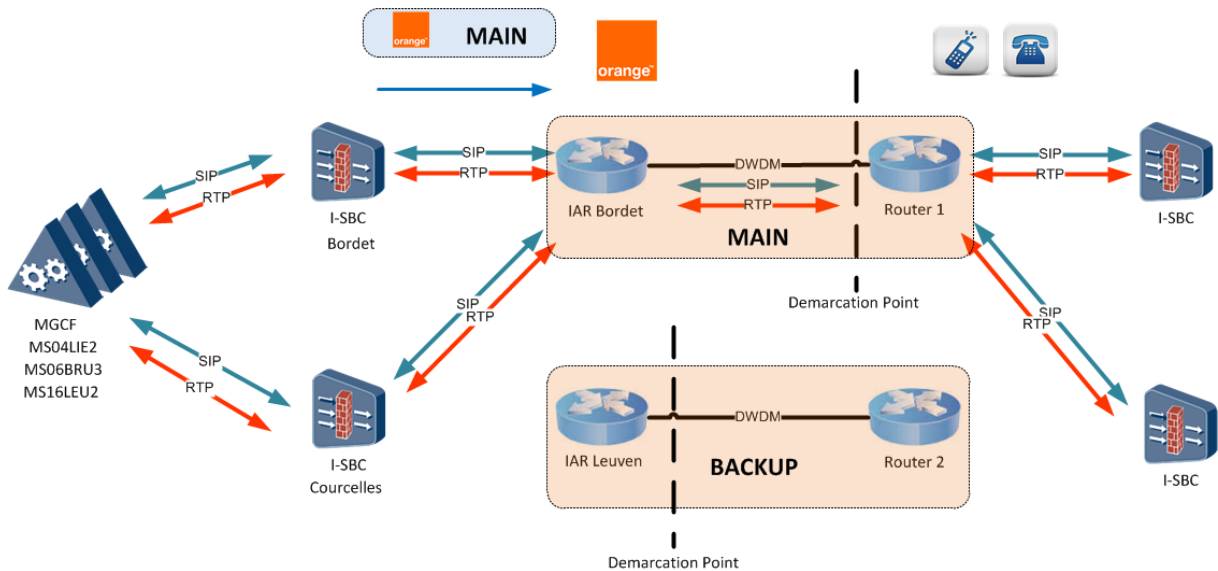 orange™ MAIN
orange™
SIP
RTP
I-SBC
Bordet
SIP
RTP
IAR Bordet
DWDM
SIP
RTP
Router 1
MAIN
SIP
RTP
I-SBC
Demarcation Point
MGCF
MS04LIE2
MS06BRU3
MS16LEU2
SIP
RTP
I-SBC
Courcelles
SIP
RTP
SIP
RTP
I-SBC
IAR Leuven
DWDM
Router 2
BACKUP
Demarcation Point